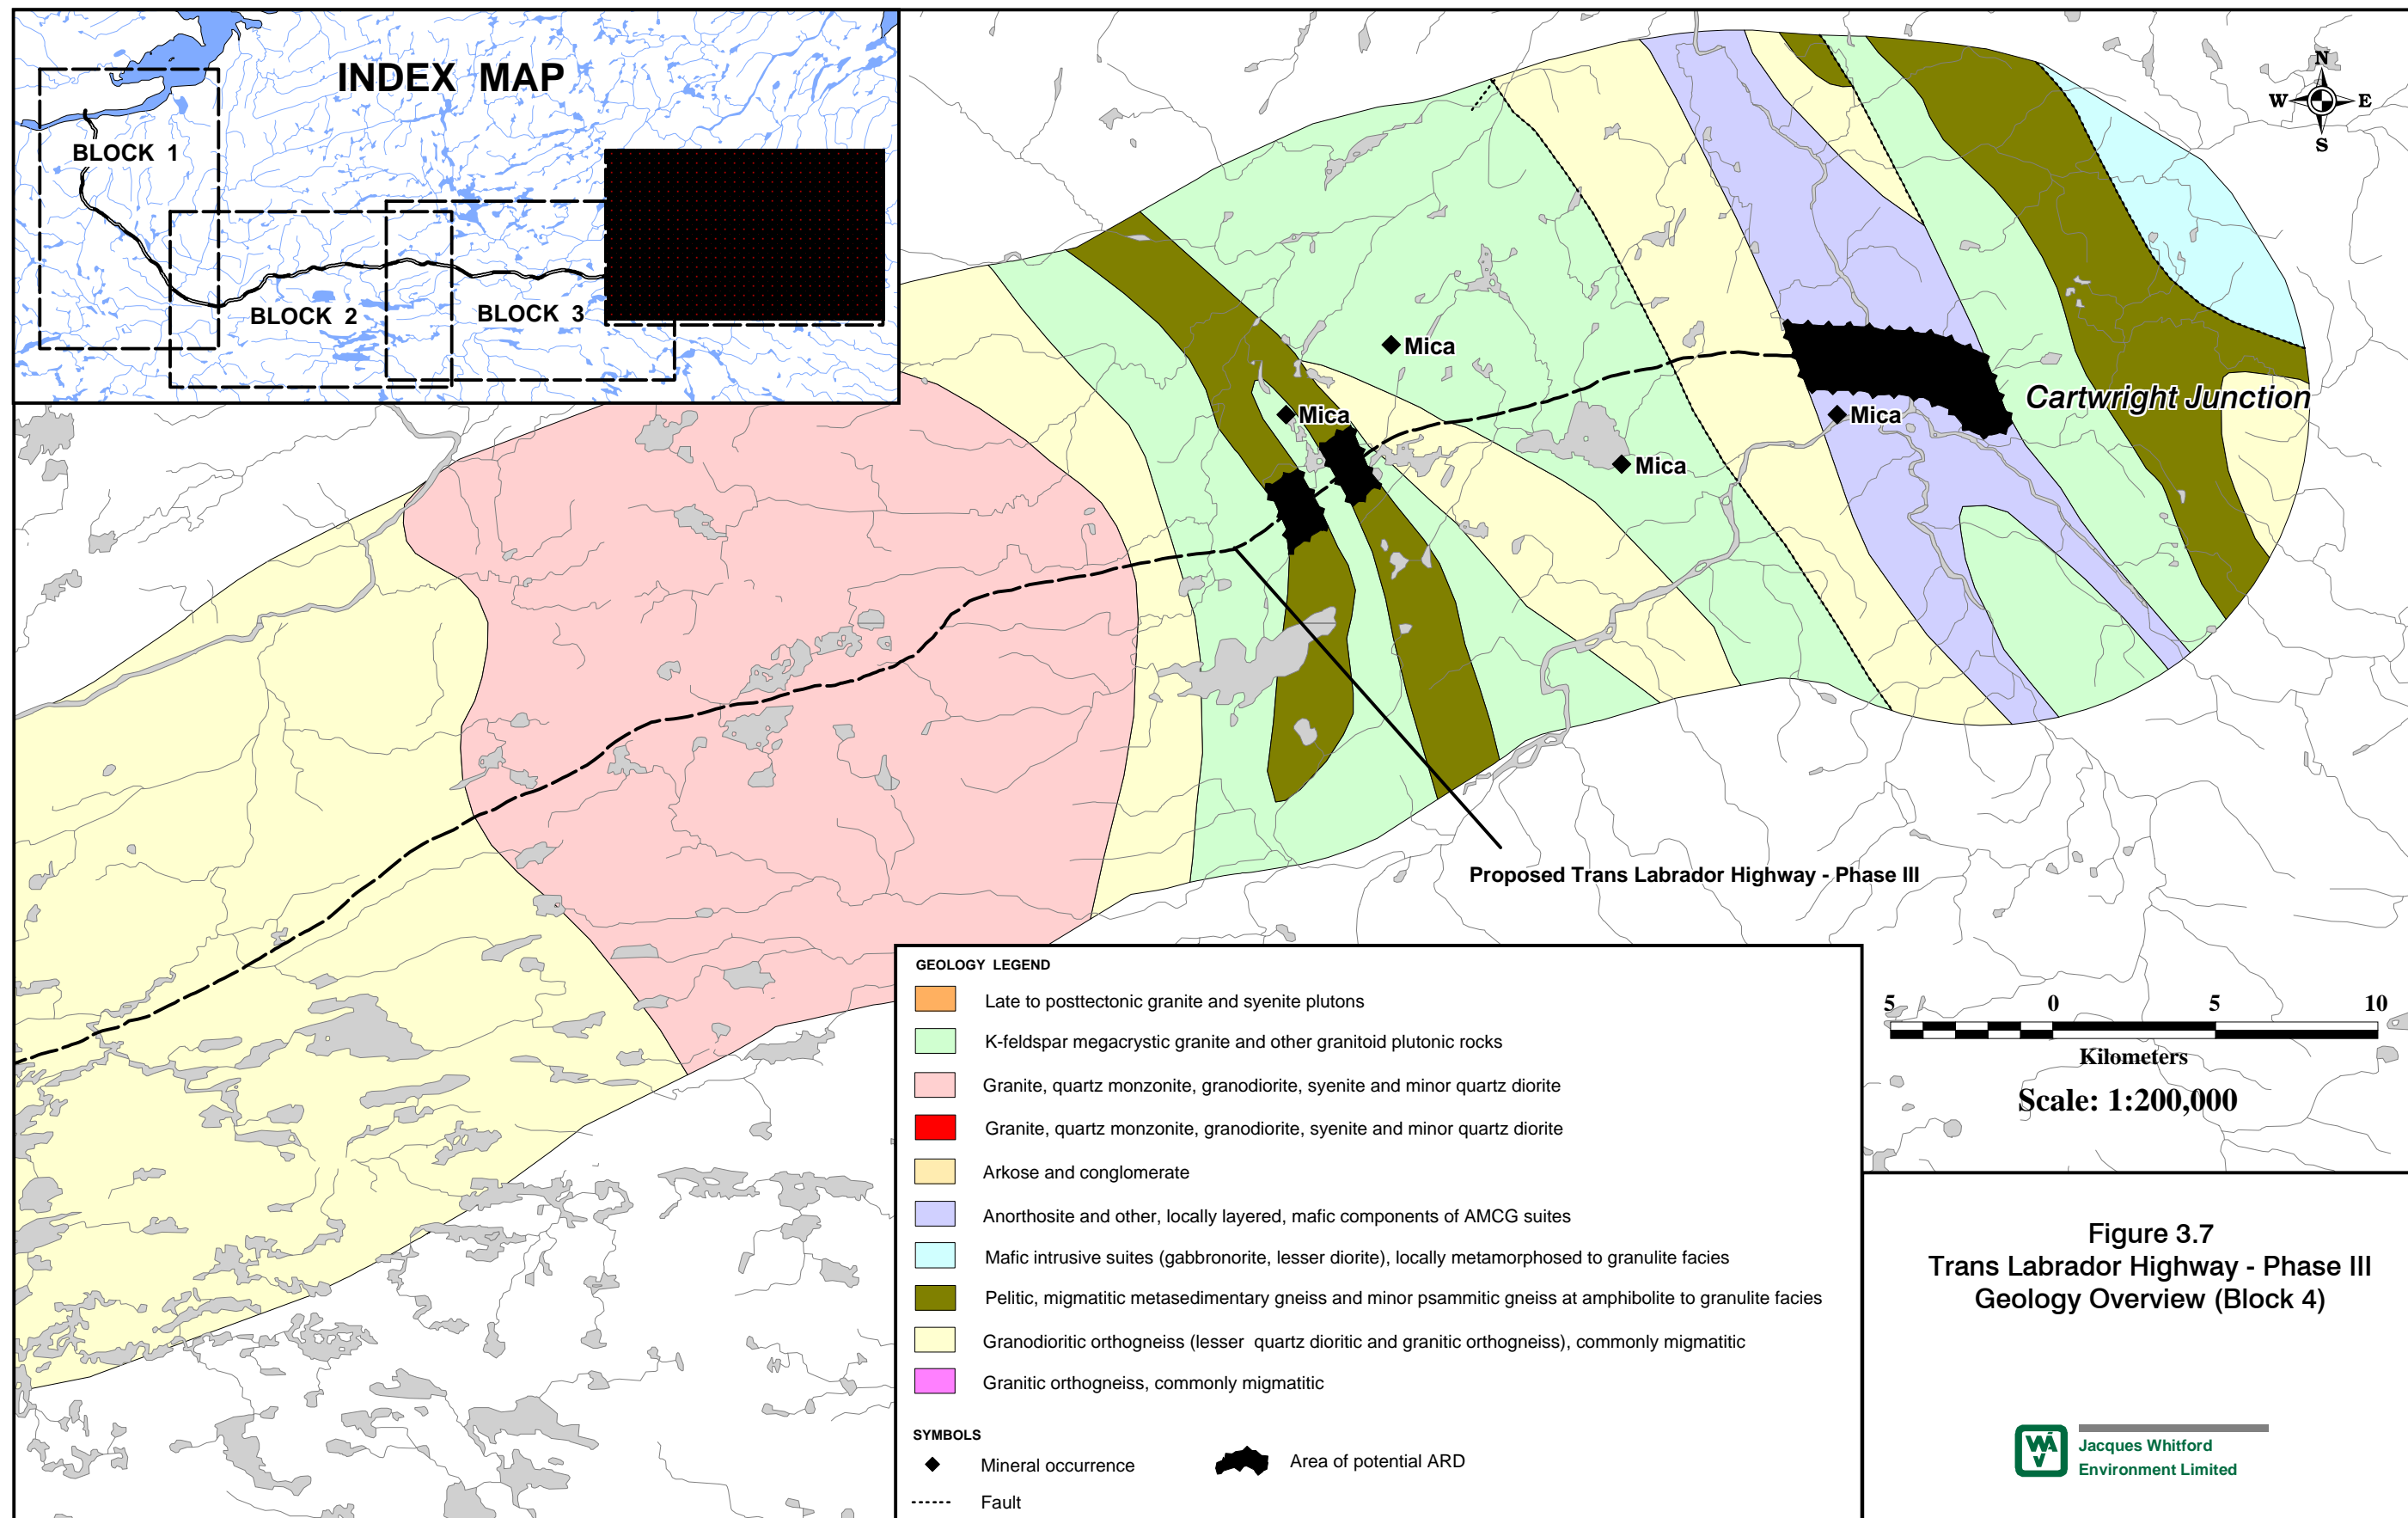 INDEX MAP
BLOCK 1
BLOCK 2
BLOCK 3
N
W E
S
Mica
Mica
Mica
Mica
Cartwright Junction
Proposed Trans Labrador Highway - Phase III
GEOLOGY LEGEND
Late to posttectonic granite and syenite plutons
K-feldspar megacrystic granite and other granitoid plutonic rocks
Granite, quartz monzonite, granodiorite, syenite and minor quartz diorite
Granite, quartz monzonite, granodiorite, syenite and minor quartz diorite
Arkose and conglomerate
Anorthosite and other, locally layered, mafic components of AMCG suites
Mafic intrusive suites (gabbronorite, lesser diorite), locally metamorphosed to granulite facies
Pelitic, migmatitic metasedimentary gneiss and minor psammitic gneiss at amphibolite to granulite facies
Granodioritic orthogneiss (lesser quartz dioritic and granitic orthogneiss), commonly migmatitic
Granitic orthogneiss, commonly migmatitic
SYMBOLS
Mineral occurrence
Area of potential ARD
Fault
5 0 5 10
Kilometers
Scale: 1:200,000
Figure 3.7
Trans Labrador Highway - Phase III
Geology Overview (Block 4)
Jacques Whitford
Environment Limited